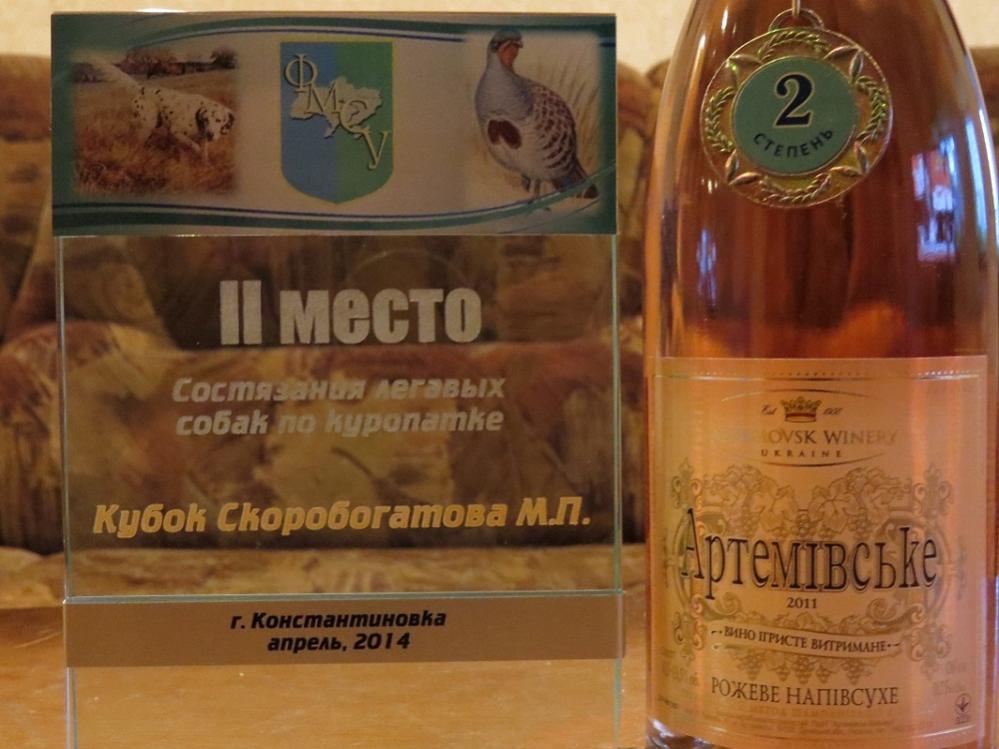 ФМСУ
II место
Состязания легавых
собак по куропатке
Кубок Скоробогатова М.П.
г. Константиновка
апрель, 2014
2
СТЕПЕНЬ
Est
WINERY
UKRAINE
Артемівське
2011
ВИНО ІГРИСТЕ ВИТРИМАНЕ
РОЖЕВЕ НАПІВСУХЕ